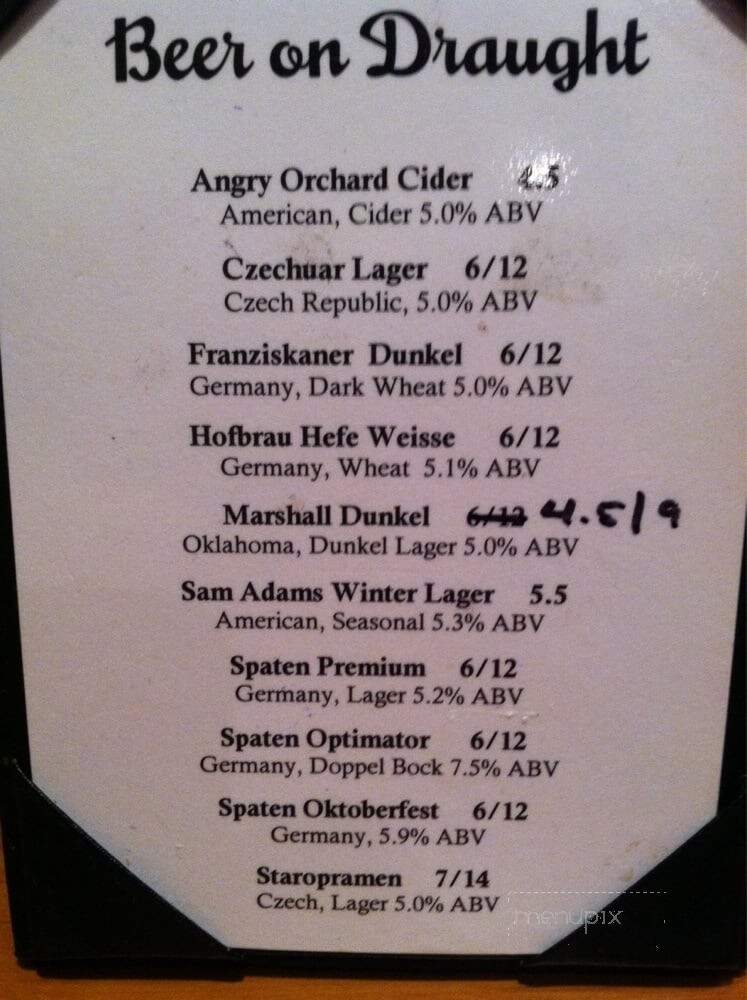 Beer on Draught
Angry Orchard Cider 4.5
American, Cider 5.0% ABV
Czechuar Lager 6/12
Czech Republic, 5.0% ABV
Franziskaner Dunkel 6/12
Germany, Dark Wheat 5.0% ABV
Hofbrau Hefe Weisse 6/12
Germany, Wheat 5.1% ABV
Marshall Dunkel 6/12 4.5/9
Oklahoma, Dunkel Lager 5.0% ABV
Sam Adams Winter Lager 5.5
American, Seasonal 5.3% ABV
Spaten Premium 6/12
Germany, Lager 5.2% ABV
Spaten Optimator 6/12
Germany, Doppel Bock 7.5% ABV
Spaten Oktoberfest 6/12
Germany, 5.9% ABV
Staropramen 7/14
Czech, Lager 5.0% ABV
menupix